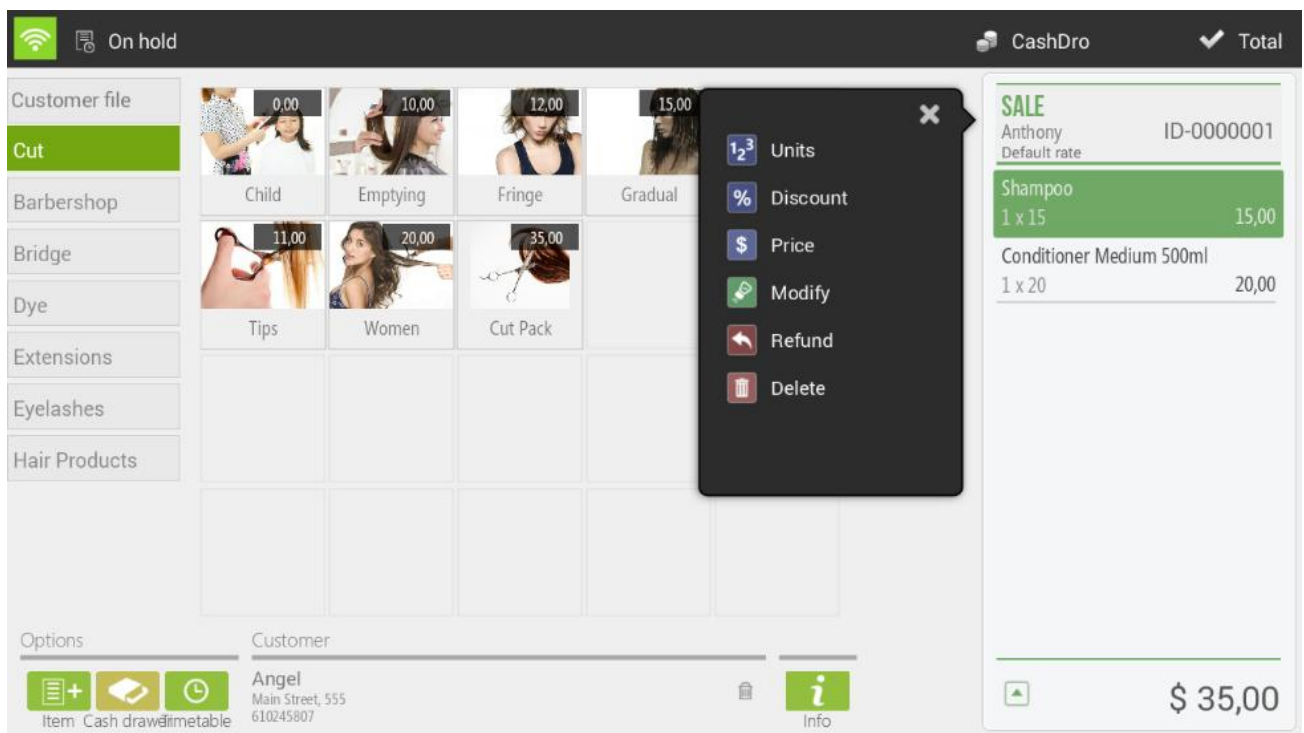 On hold
CashDro
Total
Customer file
Cut
Barbershop
Bridge
Dye
Extensions
Eyelashes
Hair Products
0,00
10,00
12,00
15,00
Child
Emptying
Fringe
Gradual
11,00
20,00
35,00
Tips
Women
Cut Pack
1₂³ Units
% Discount
$ Price
Modify
Refund
Delete
SALE
Anthony
ID-0000001
Default rate
Shampoo
1 x 15 15,00
Conditioner Medium 500ml
1 x 20 20,00
Options
Customer
Angel
Main Street, 555
610245807
Item
Cash drawer
Timetable
i
Info
$ 35,00